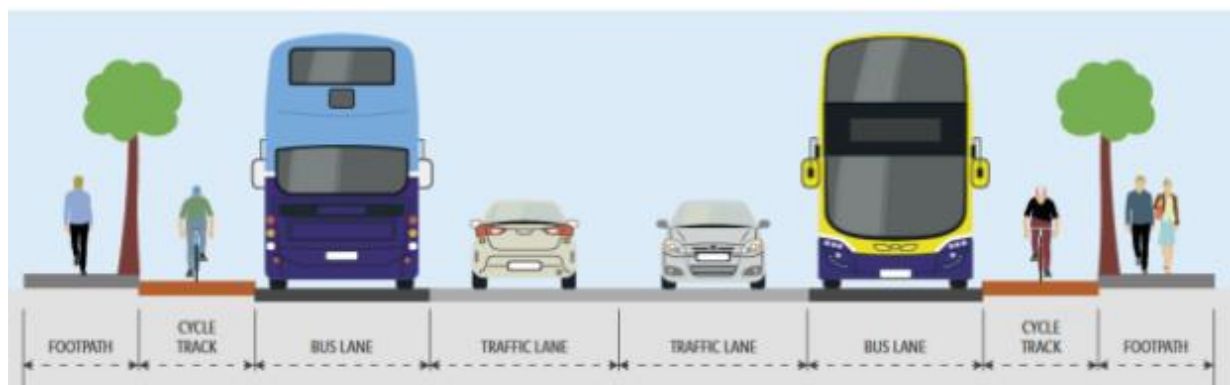 FOOTPATH
CYCLE
TRACK
BUS LANE
TRAFFIC LANE
TRAFFIC LANE
BUS LANE
CYCLE
TRACK
FOOTPATH